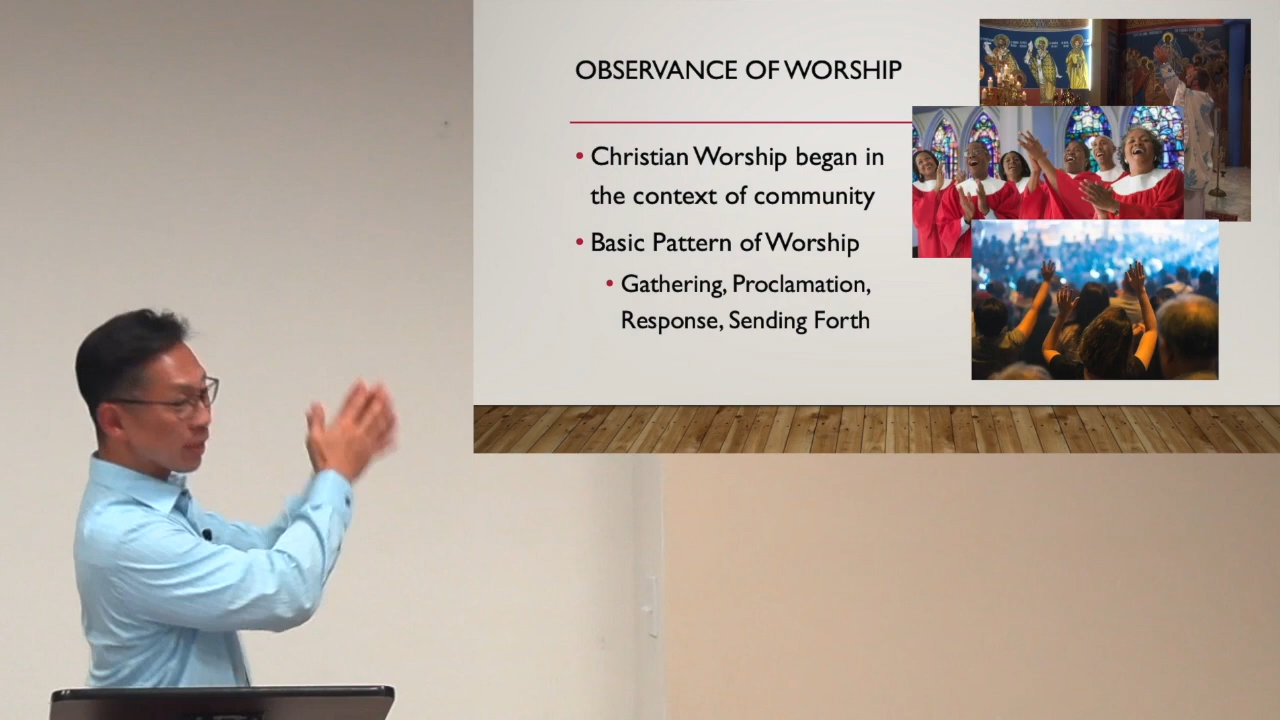 OBSERVANCE OF WORSHIP
• Christian Worship began in
the context of community
• Basic Pattern of Worship
• Gathering, Proclamation,
Response, Sending Forth